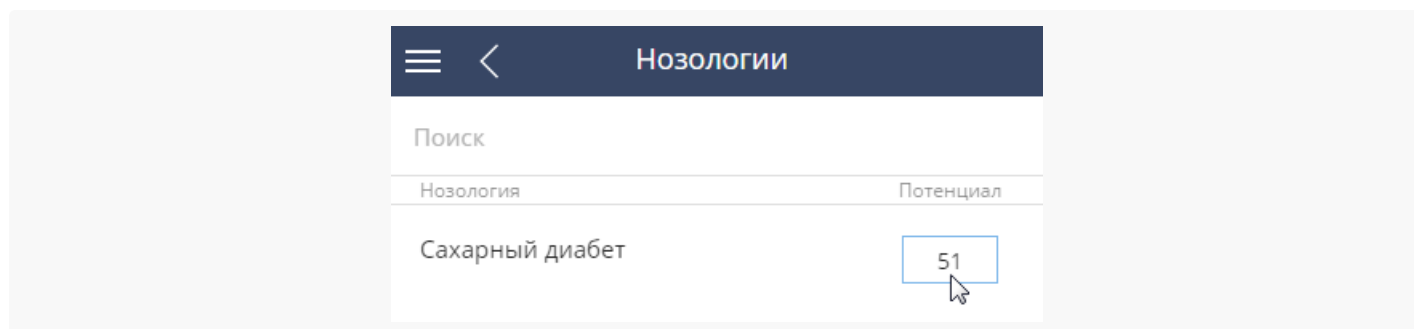 Нозологии
Поиск
Нозология Потенциал
Сахарный диабет 51